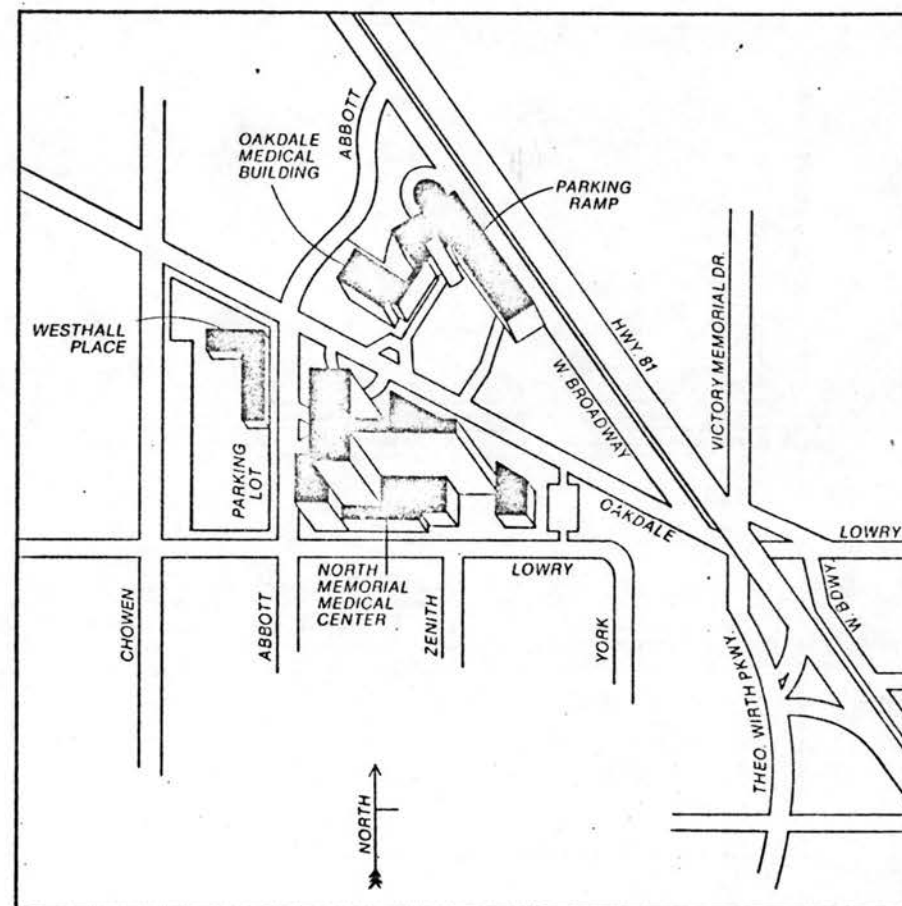 ABBOTT
OAKDALE
MEDICAL
BUILDING
PARKING
RAMP
WESTHALL
PLACE
HWY. 81
W. BROADWAY
VICTORY MEMORIAL DR.
PARKING
LOT
OAKDALE
LOWRY
NORTH
MEMORIAL
MEDICAL
CENTER
LOWRY
W. BDWY.
CHOWEN
ABBOTT
ZENITH
YORK
THEO. WIRTH PKWY.
NORTH